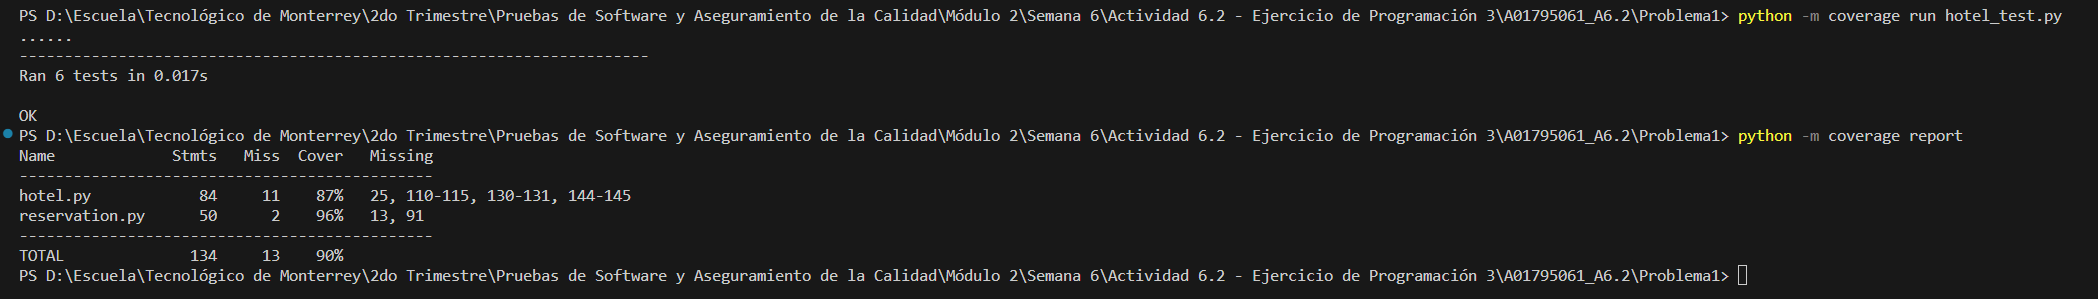 PS D:\Escuela\Tecnológico de Monterrey\2do Trimestre\Pruebas de Software y Aseguramiento de la Calidad\Módulo 2\Semana 6\Actividad 6.2 - Ejercicio de Programación 3\A01795061_A6.2\Problema1> python -m coverage run hotel_test.py
......
----------------------------------------------------------------------
Ran 6 tests in 0.017s

OK
PS D:\Escuela\Tecnológico de Monterrey\2do Trimestre\Pruebas de Software y Aseguramiento de la Calidad\Módulo 2\Semana 6\Actividad 6.2 - Ejercicio de Programación 3\A01795061_A6.2\Problema1> python -m coverage report
Name             Stmts   Miss  Cover   Missing
----------------------------------------------
hotel.py            84     11    87%   25, 110-115, 130-131, 144-145
reservation.py      50      2    96%   13, 91
----------------------------------------------
TOTAL              134     13    90%
PS D:\Escuela\Tecnológico de Monterrey\2do Trimestre\Pruebas de Software y Aseguramiento de la Calidad\Módulo 2\Semana 6\Actividad 6.2 - Ejercicio de Programación 3\A01795061_A6.2\Problema1>